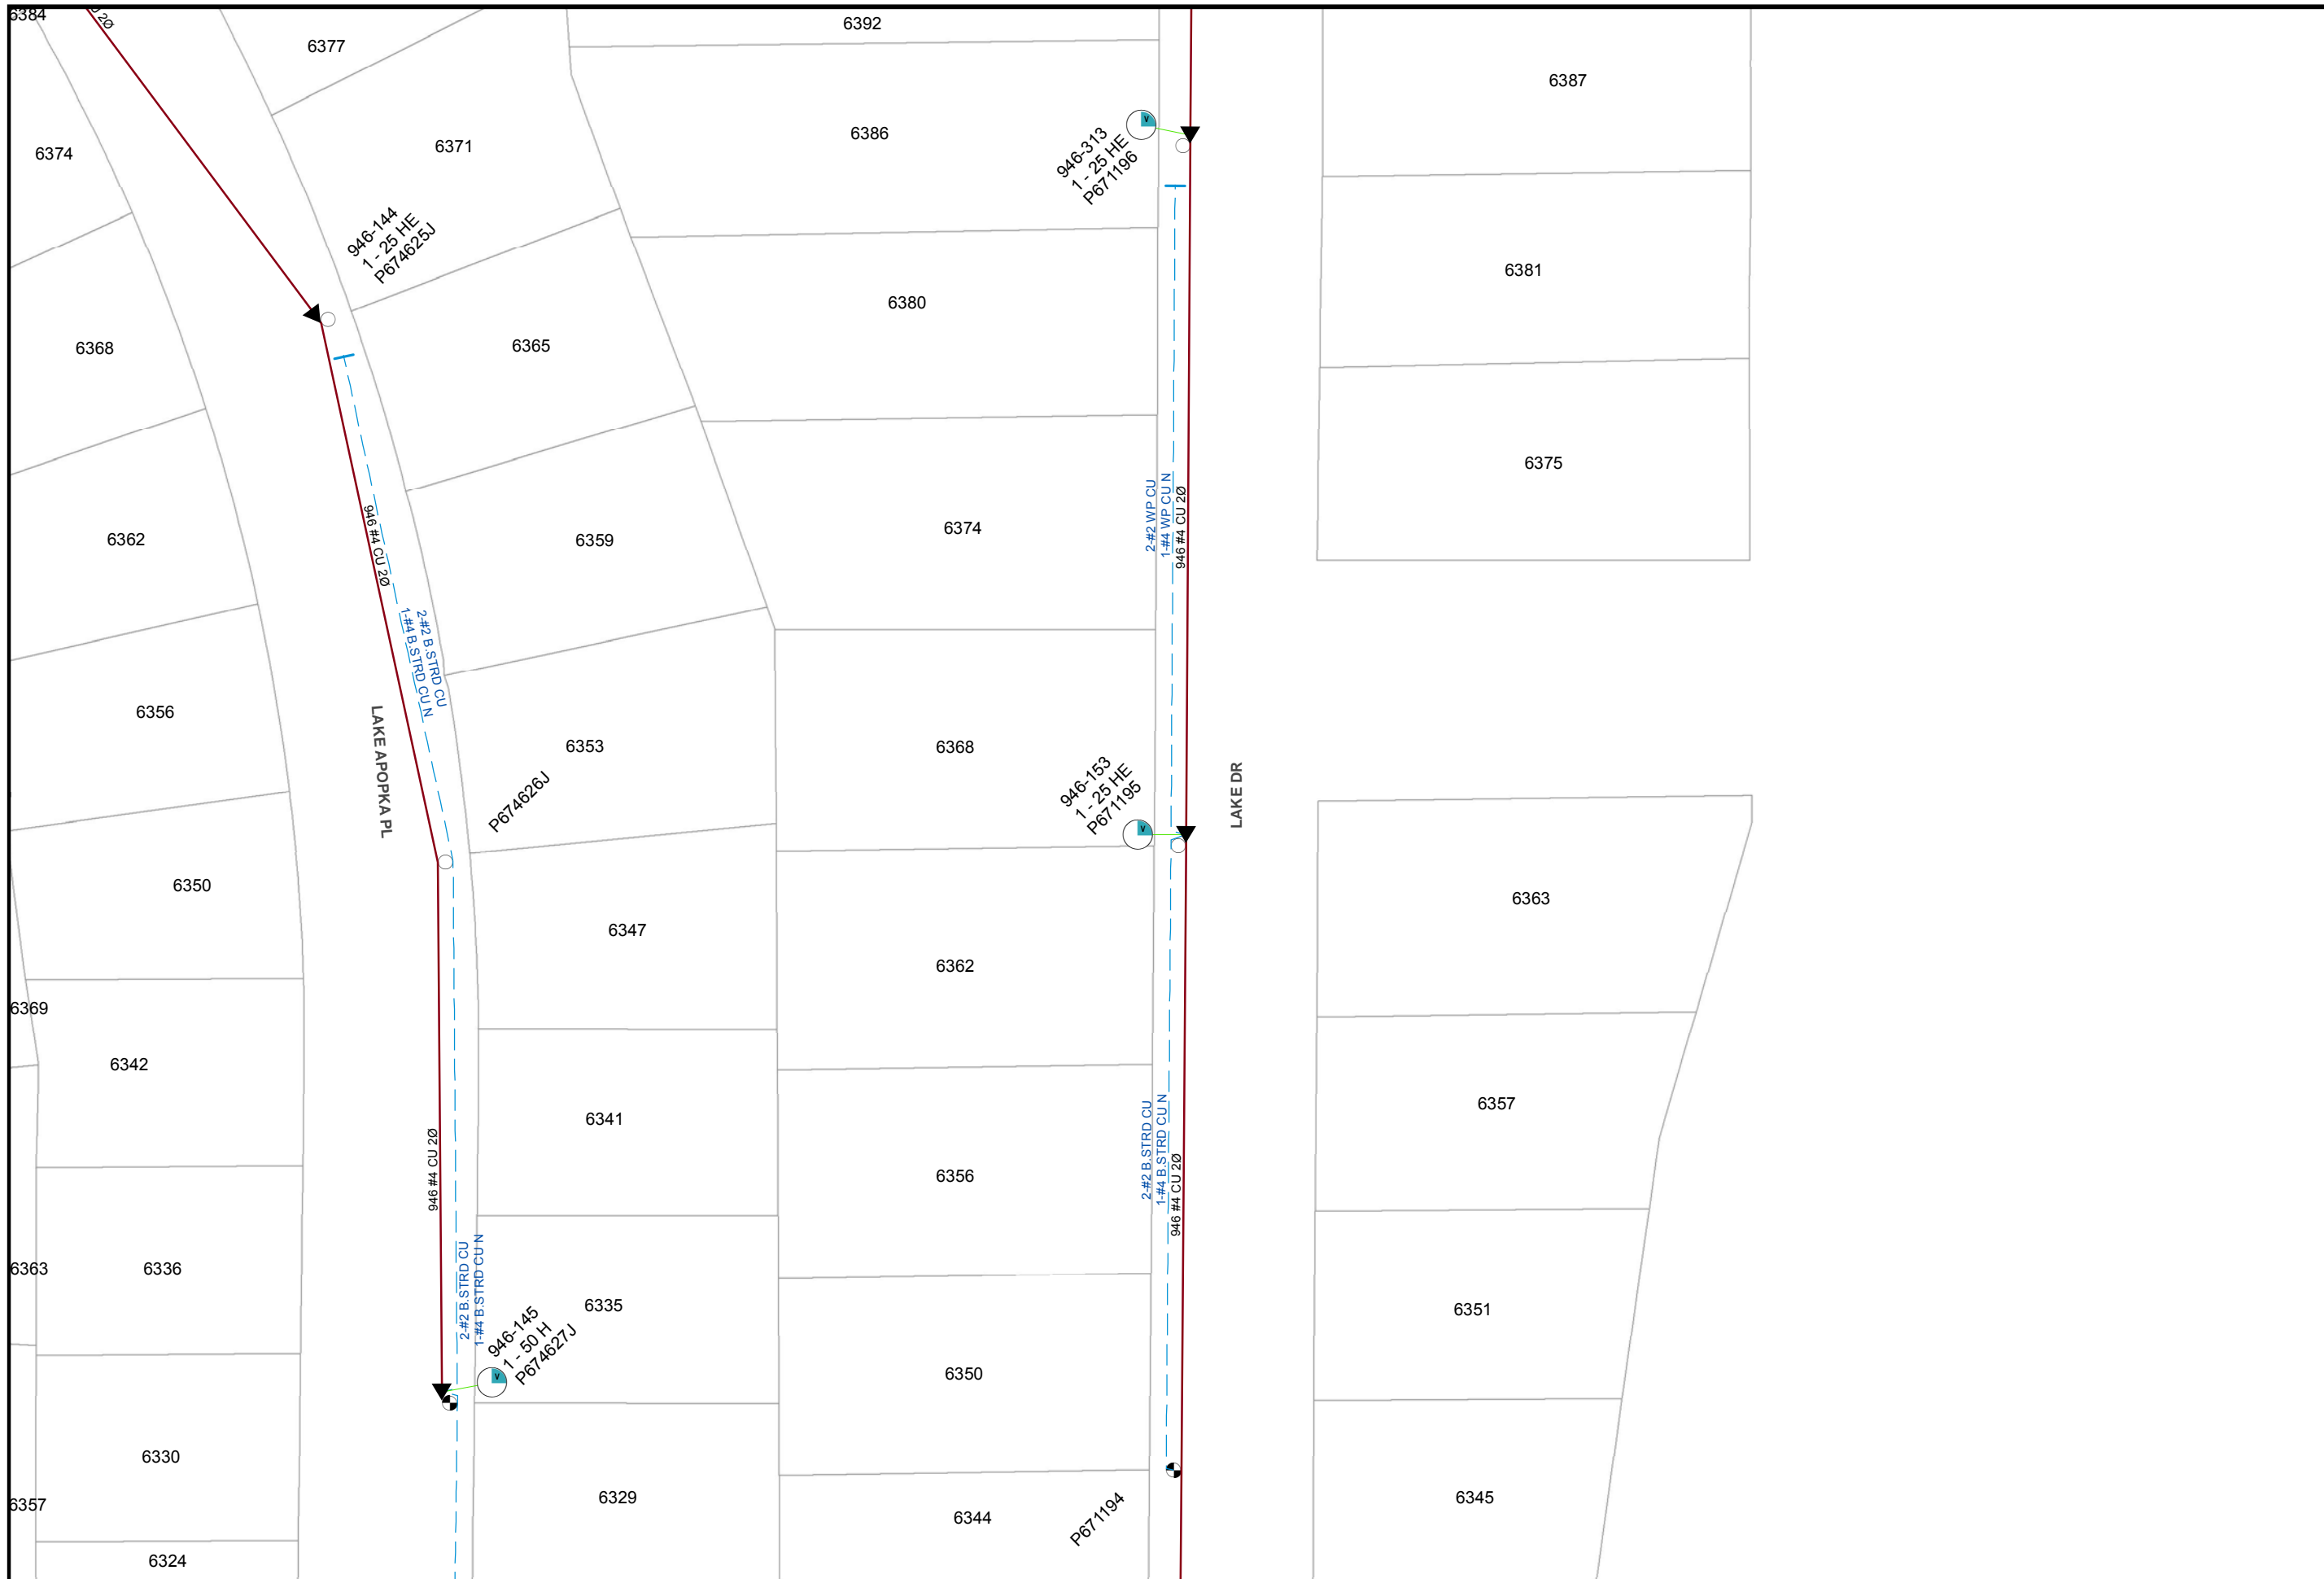 6384
2Ø
6377
6392
6387
6374
6371
6386
946-313
1 - 25 HE
P671196
946-144
1 - 25 HE
P674625J
6381
6380
6368
6365
6375
6362
6359
6374
946 #4 CU 2Ø
2-#2 WP CU
1-#4 WP CU N
946 #4 CU 2Ø
2-#2 B.STRD CU
1-#4 B.STRD CU N
6356
LAKE APOPKA PL
6353
P674626J
6368
946-153
1 - 25 HE
P671195
LAKE DR
6350
6347
6362
6363
6369
6342
6341
6356
6357
946 #4 CU 2Ø
2-#2 B.STRD CU
1-#4 B.STRD CU N
946 #4 CU 2Ø
6363
6336
2-#2 B.STRD CU
1-#4 B.STRD CU N
6335
6351
946-145
1 - 50 H
P674627J
6350
6330
6329
6345
6357
6344
P671194
6324